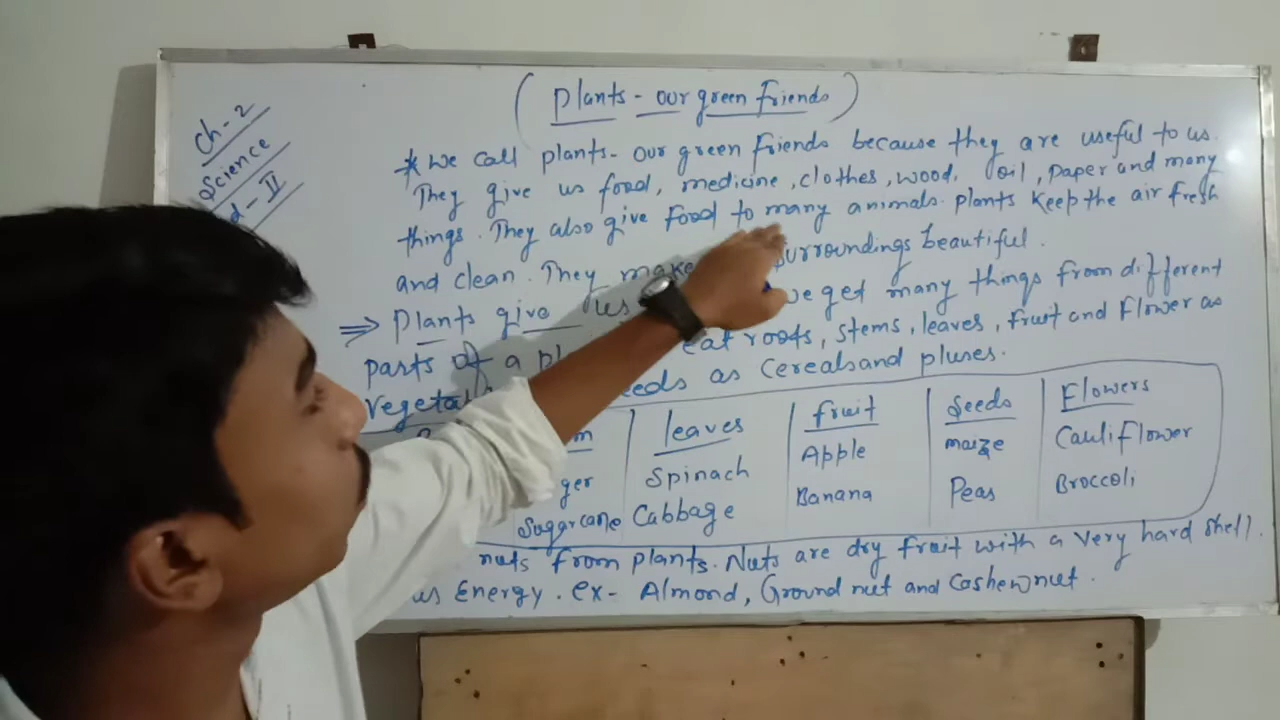 (Plants - our green friends)
Ch-2
Science
d - II
* We call plants- our green friends because they are useful to us.
They give us food, medicine, clothes, wood, oil, paper and many
things. They also give food to many animals. plants keep the air fresh
and clean. They make surroundings beautiful.
⇒ Plants give us we get many things from different
parts of a pl eat roots, stems, leaves, fruit and flower as
Vegeta eeds as cerealsand pluses.
m leaves fruit Seeds Flowers
ger Spinach Apple maize Cauliflower
Sugarcane Cabbage Banana Peas Broccoli
nuts from plants. Nuts are dry fruit with a very hard shell.
us Energy. ex- Almond, Ground nut and Cashewnut.